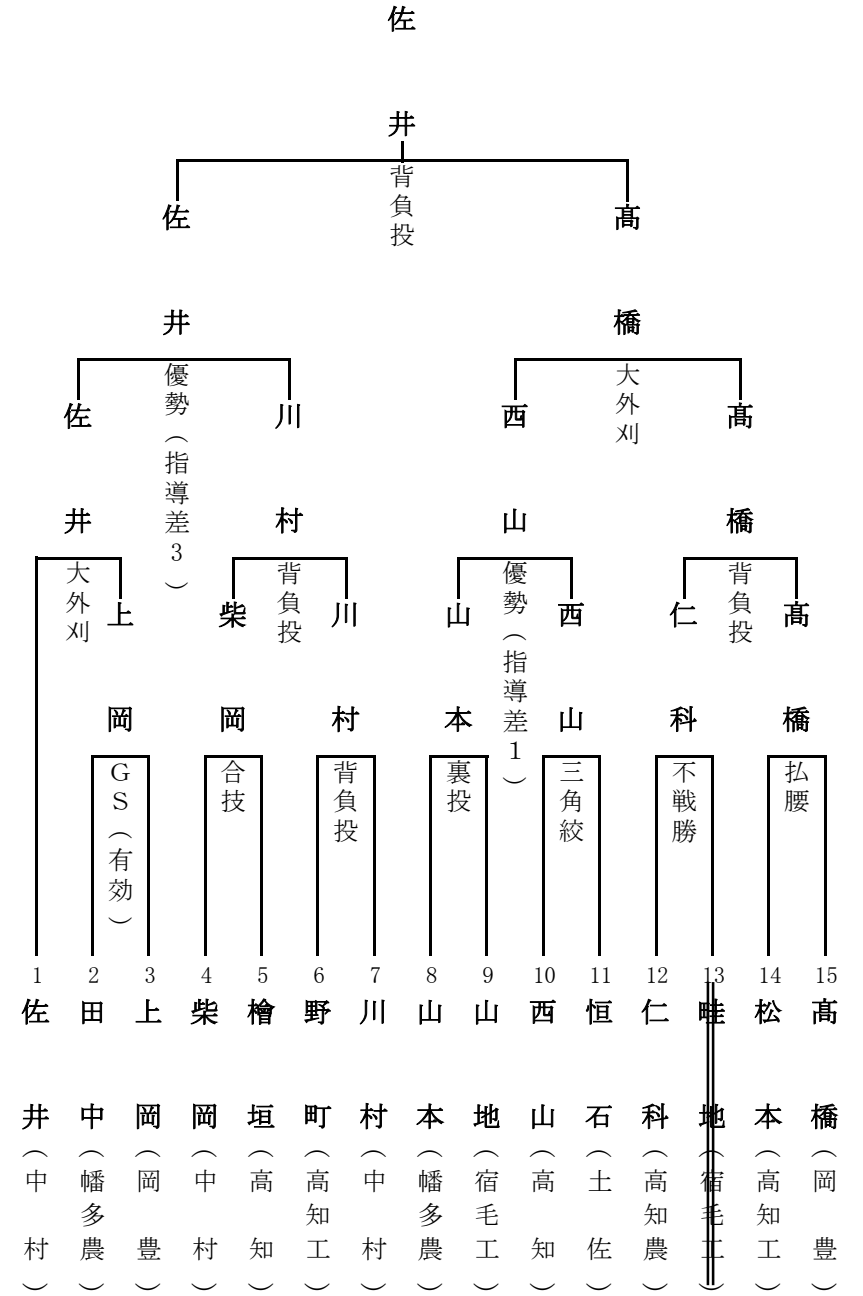 佐井
背負投
佐井
髙橋
優勢（指導差３）
大外刈
佐井
川村
西山
髙橋
大外刈
背負投
優勢（指導差１）
背負投
上岡
柴岡
川村
山本
西山
仁科
髙橋
ＧＳ（有効）
合技
背負投
裏投
三角絞
不戦勝
払腰
1 佐井（中村）
2 田中（幡多農）
3 上岡（岡豊）
4 柴岡（中村）
5 檜垣（高知）
6 野町（高知工）
7 川村（中村）
8 山本（幡多農）
9 山地（宿毛工）
10 西山（高知）
11 恒石（土佐）
12 仁科（高知農）
13 畦地（宿毛工）
14 松本（高知工）
15 髙橋（岡豊）